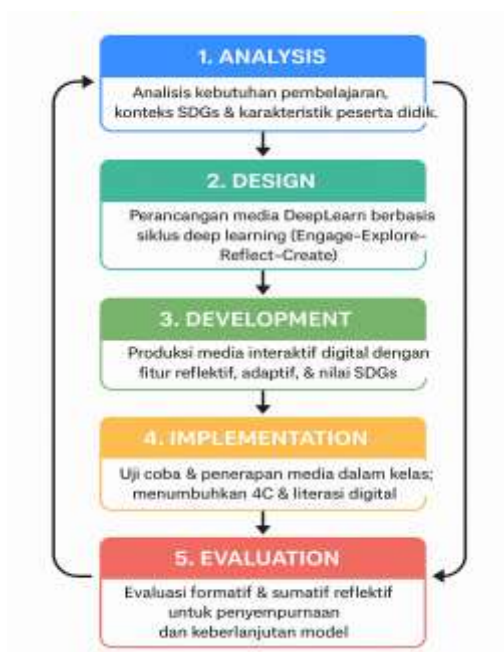 1. ANALYSIS
Analisis kebutuhan pembelajaran,
konteks SDGs & karakteristik peserta didik.
2. DESIGN
Perancangan media DeepLearn berbasis
siklus deep learning (Engage–Explore–
Reflect–Create)
3. DEVELOPMENT
Produksi media interaktif digital dengan
fitur reflektif, adaptif, & nilai SDGs
4. IMPLEMENTATION
Uji coba & penerapan media dalam kelas;
menumbuhkan 4C & literasi digital
5. EVALUATION
Evaluasi formatif & sumatif reflektif
untuk penyempurnaan
dan keberlanjutan model